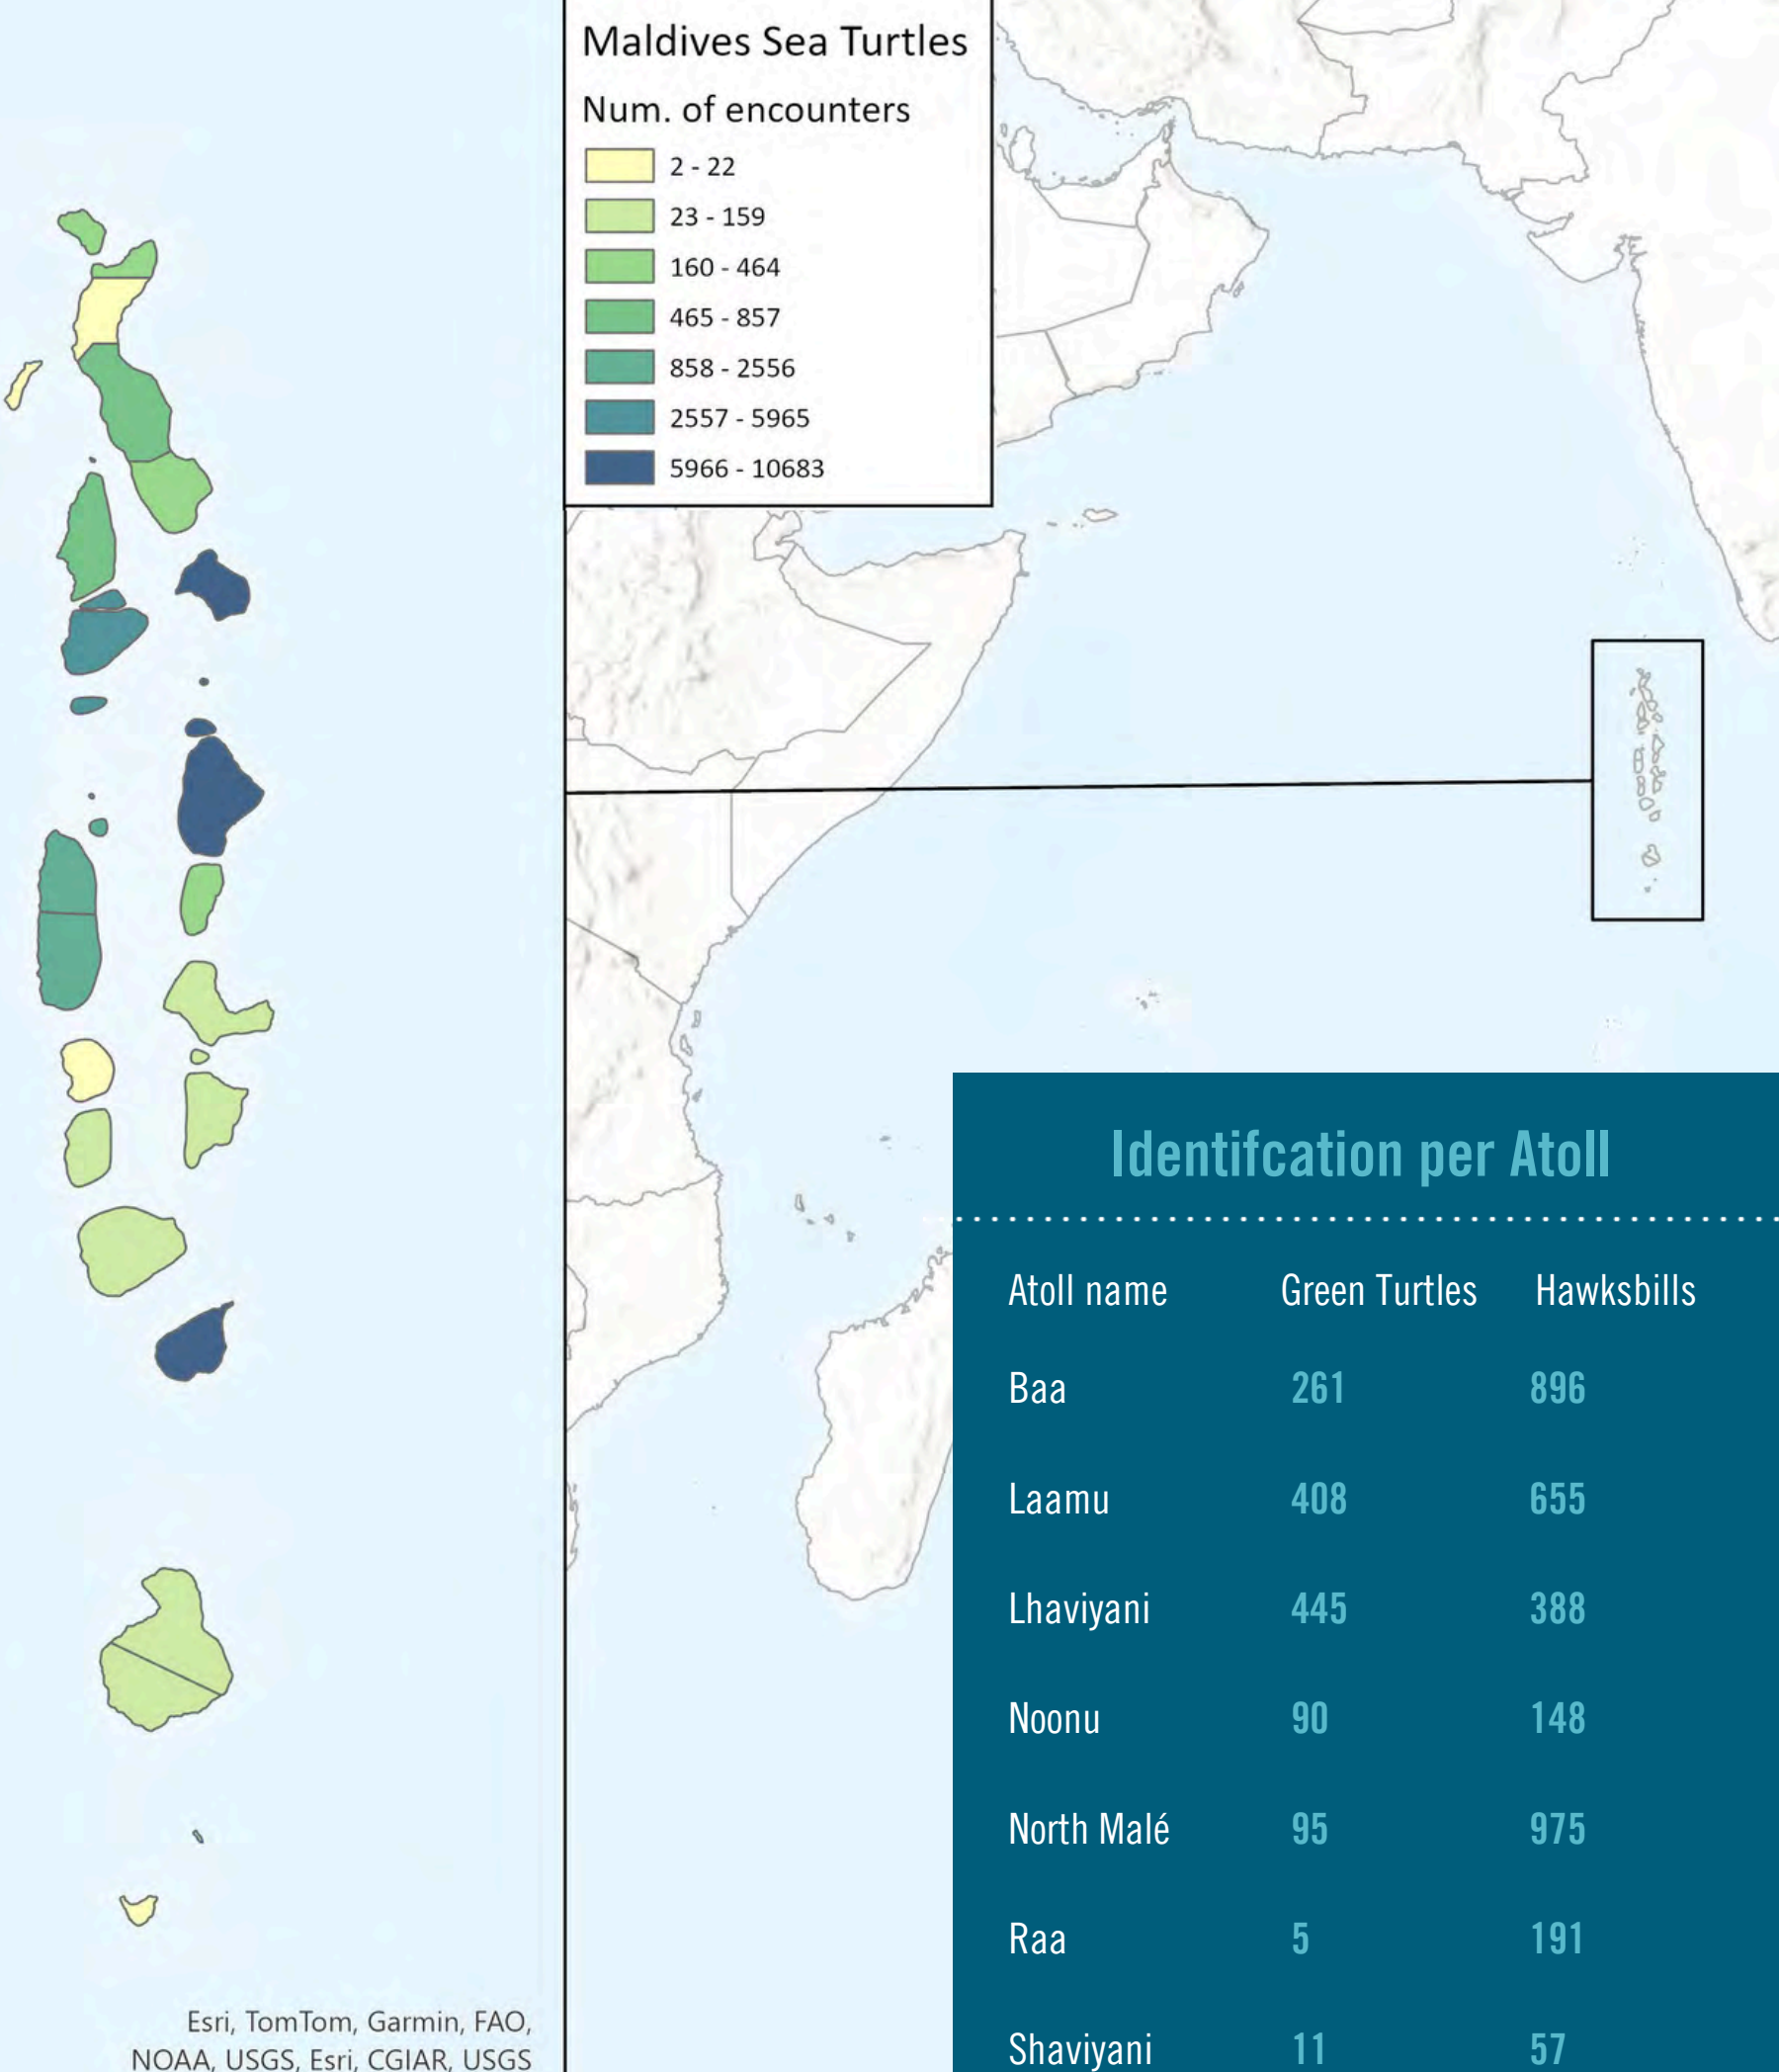 Maldives Sea Turtles
Num. of encounters
2 - 22
23 - 159
160 - 464
465 - 857
858 - 2556
2557 - 5965
5966 - 10683
Identifcation per Atoll
Atoll name Green Turtles Hawksbills
Baa 261 896
Laamu 408 655
Lhaviyani 445 388
Noonu 90 148
North Malé 95 975
Raa 5 191
Shaviyani 11 57
Esri, TomTom, Garmin, FAO,
NOAA, USGS, Esri, CGIAR, USGS